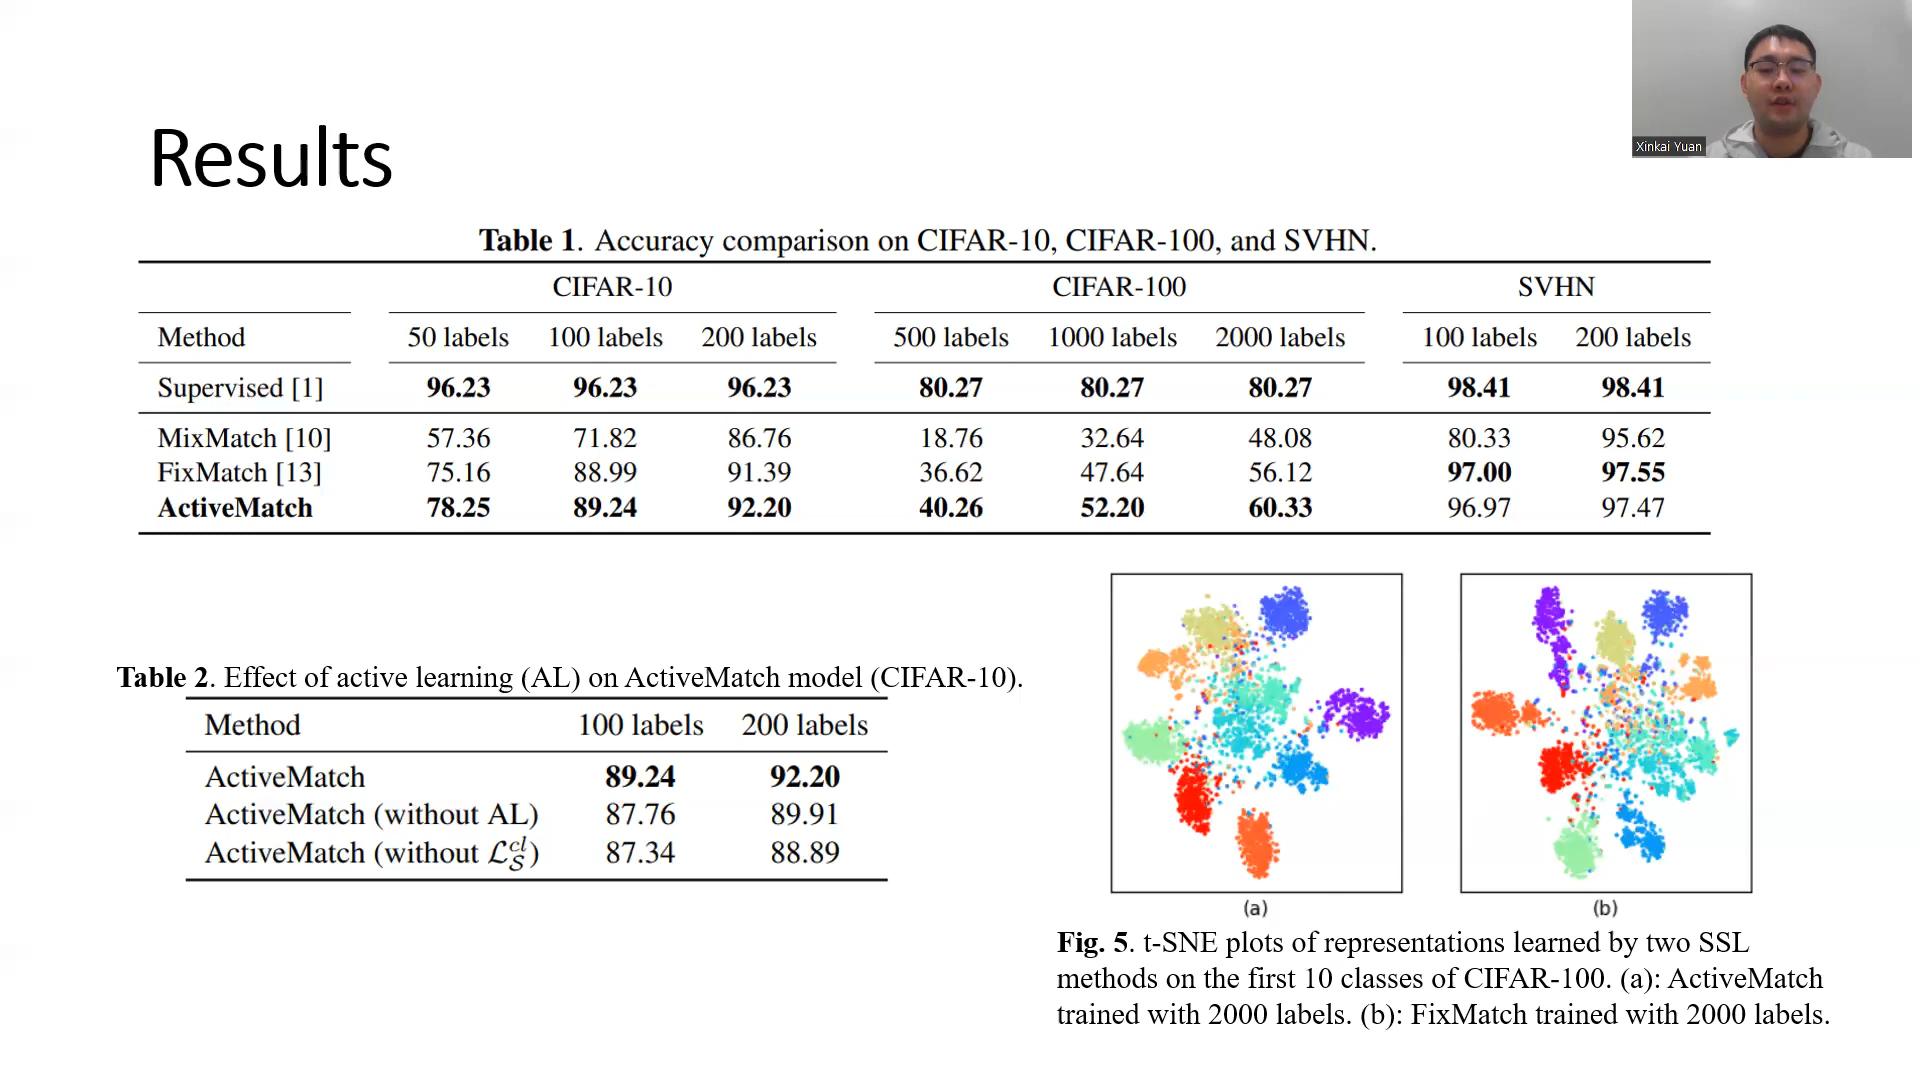 Xinkai Yuan
Results
Table 1. Accuracy comparison on CIFAR-10, CIFAR-100, and SVHN.
CIFAR-10 CIFAR-100 SVHN
Method 50 labels 100 labels 200 labels 500 labels 1000 labels 2000 labels 100 labels 200 labels
Supervised [1] 96.23 96.23 96.23 80.27 80.27 80.27 98.41 98.41
MixMatch [10] 57.36 71.82 86.76 18.76 32.64 48.08 80.33 95.62
FixMatch [13] 75.16 88.99 91.39 36.62 47.64 56.12 97.00 97.55
ActiveMatch 78.25 89.24 92.20 40.26 52.20 60.33 96.97 97.47
Table 2. Effect of active learning (AL) on ActiveMatch model (CIFAR-10).
Method 100 labels 200 labels
ActiveMatch 89.24 92.20
ActiveMatch (without AL) 87.76 89.91
ActiveMatch (without ℒ_𝒮^cl) 87.34 88.89
(a) (b)
Fig. 5. t-SNE plots of representations learned by two SSL
methods on the first 10 classes of CIFAR-100. (a): ActiveMatch
trained with 2000 labels. (b): FixMatch trained with 2000 labels.